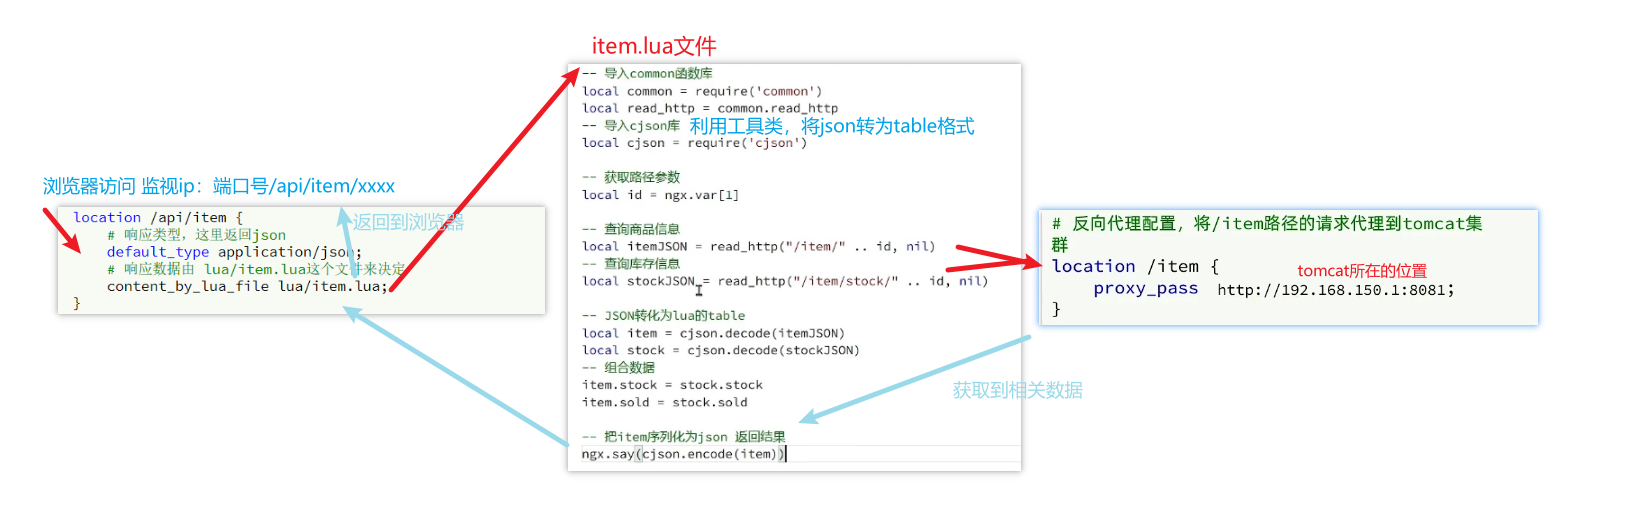 item.lua文件
-- 导入common函数库
local common = require('common')
local read_http = common.read_http
-- 导入cjson库 利用工具类，将json转为table格式
local cjson = require('cjson')
-- 获取路径参数
local id = ngx.var[1]
-- 查询商品信息
local itemJSON = read_http("/item/" .. id, nil)
-- 查询库存信息
local stockJSON = read_http("/item/stock/" .. id, nil)
-- JSON转化为lua的table
local item = cjson.decode(itemJSON)
local stock = cjson.decode(stockJSON)
-- 组合数据
item.stock = stock.stock
item.sold = stock.sold
-- 把item序列化为json 返回结果
ngx.say(cjson.encode(item))
浏览器访问 监视ip：端口号/api/item/xxxx
location /api/item {
返回到浏览器
# 响应类型，这里返回json
default_type application/json;
# 响应数据由 lua/item.lua这个文件来决定
content_by_lua_file lua/item.lua;
}
# 反向代理配置，将/item路径的请求代理到tomcat集
群
location /item {
tomcat所在的位置
proxy_pass http://192.168.150.1:8081;
}
获取到相关数据